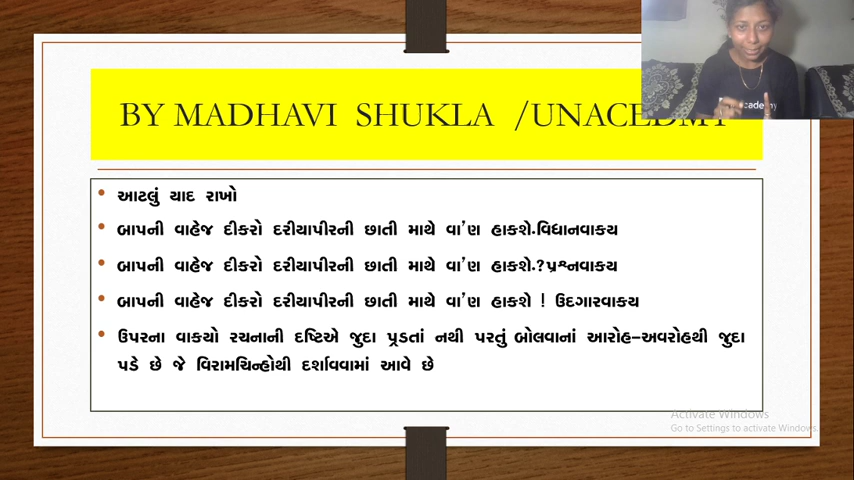 BY MADHAVI SHUKLA /UNACEDMY
cademy
• આટલું યાદ રાખો
• બાપની વાહેજ દીકરો દરીયાપીરની છાતી માથે વા'ણ હાકશે.વિધાનવાકય
• બાપની વાહેજ દીકરો દરીયાપીરની છાતી માથે વા'ણ હાકશે.?પ્રશ્નવાકય
• બાપની વાહેજ દીકરો દરીયાપીરની છાતી માથે વા'ણ હાકશે ! ઉદગારવાકય
• ઉપરના વાકયો રચનાની દષ્ટિએ જુદા પ્રડતાં નથી પરતું બોલવાનાં આરોહ–અવરોહથી જુદા
પડે છે જે વિરામચિન્હોથી દર્શાવવામાં આવે છે
Activate Windows
Go to Settings to activate Windows.